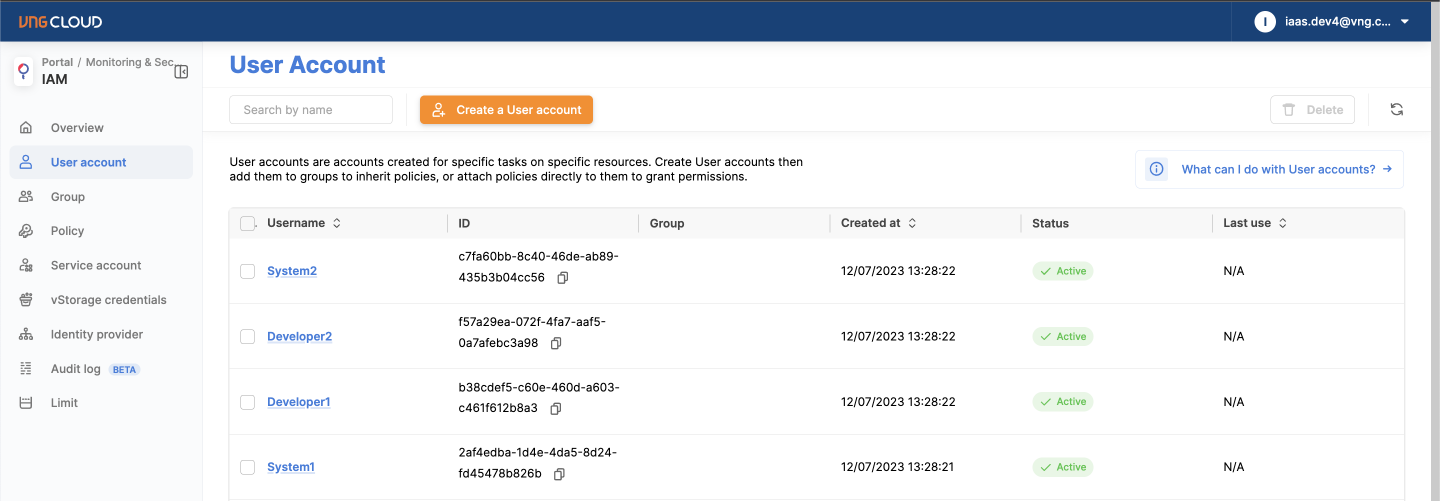 VNG CLOUD
I
iaas.dev4@vng.c...
Portal / Monitoring & Sec
IAM
Overview
User account
Group
Policy
Service account
vStorage credentials
Identity provider
Audit log BETA
Limit
User Account
Search by name
Create a User account
Delete
User accounts are accounts created for specific tasks on specific resources. Create User accounts then
add them to groups to inherit policies, or attach policies directly to them to grant permissions.
What can I do with User accounts?
Username ID Group Created at Status Last use
System2 c7fa60bb-8c40-46de-ab89-
435b3b04cc56 12/07/2023 13:28:22 Active N/A
Developer2 f57a29ea-072f-4fa7-aaf5-
0a7afebc3a98 12/07/2023 13:28:22 Active N/A
Developer1 b38cdef5-c60e-460d-a603-
c461f612b8a3 12/07/2023 13:28:22 Active N/A
System1 2af4edba-1d4e-4da5-8d24-
fd45478b826b 12/07/2023 13:28:21 Active N/A